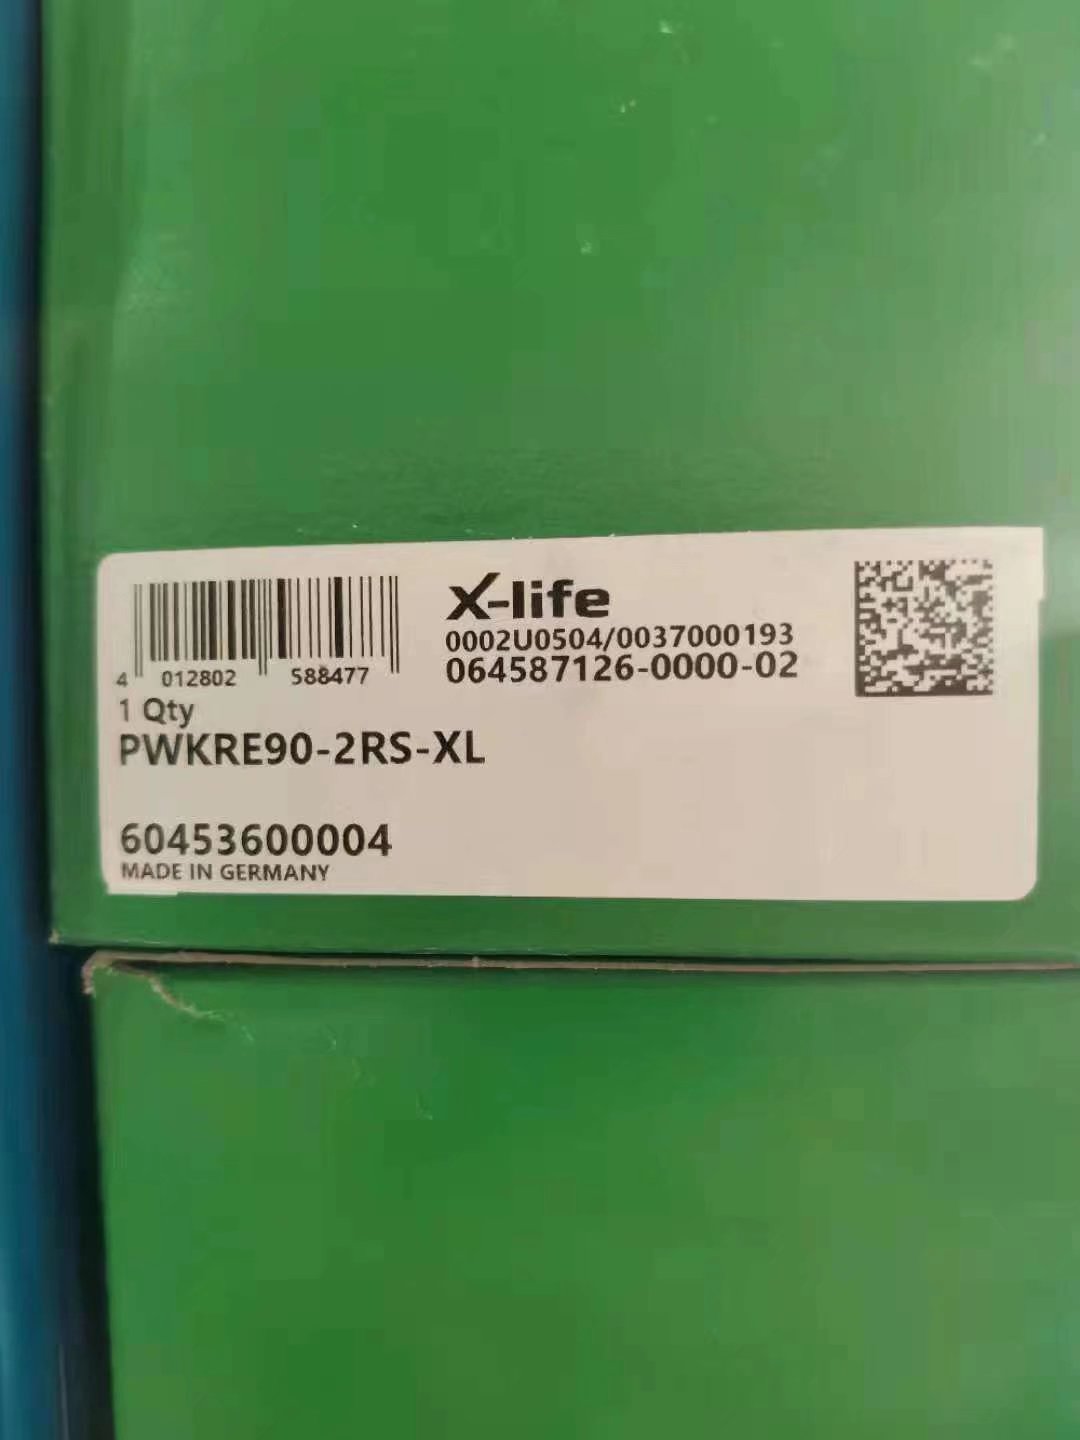 X-life
0002U0504/0037000193
064587126-0000-02
4 012802 588477
1 Qty
PWKRE90-2RS-XL
60453600004
MADE IN GERMANY